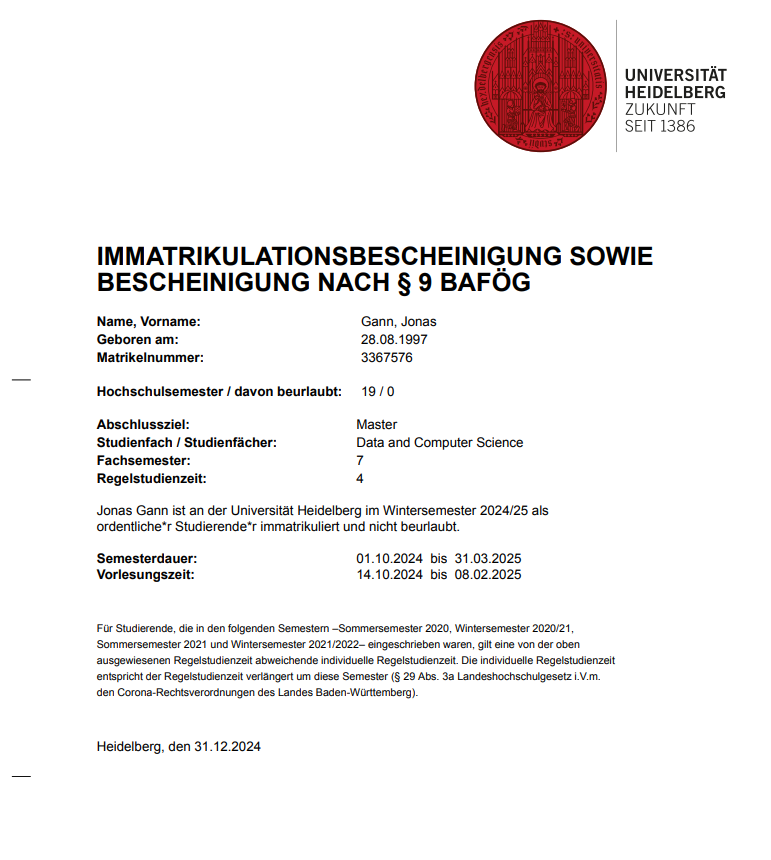 UNIVERSITÄT
HEIDELBERG
ZUKUNFT
SEIT 1386
IMMATRIKULATIONSBESCHEINIGUNG SOWIE
BESCHEINIGUNG NACH § 9 BAFÖG
Name, Vorname: Gann, Jonas
Geboren am: 28.08.1997
Matrikelnummer: 3367576
Hochschulsemester / davon beurlaubt: 19 / 0
Abschlussziel: Master
Studienfach / Studienfächer: Data and Computer Science
Fachsemester: 7
Regelstudienzeit: 4
Jonas Gann ist an der Universität Heidelberg im Wintersemester 2024/25 als
ordentliche*r Studierende*r immatrikuliert und nicht beurlaubt.
Semesterdauer: 01.10.2024 bis 31.03.2025
Vorlesungszeit: 14.10.2024 bis 08.02.2025
Für Studierende, die in den folgenden Semestern –Sommersemester 2020, Wintersemester 2020/21,
Sommersemester 2021 und Wintersemester 2021/2022– eingeschrieben waren, gilt eine von der oben
ausgewiesenen Regelstudienzeit abweichende individuelle Regelstudienzeit. Die individuelle Regelstudienzeit
entspricht der Regelstudienzeit verlängert um diese Semester (§ 29 Abs. 3a Landeshochschulgesetz i.V.m.
den Corona-Rechtsverordnungen des Landes Baden-Württemberg).
Heidelberg, den 31.12.2024